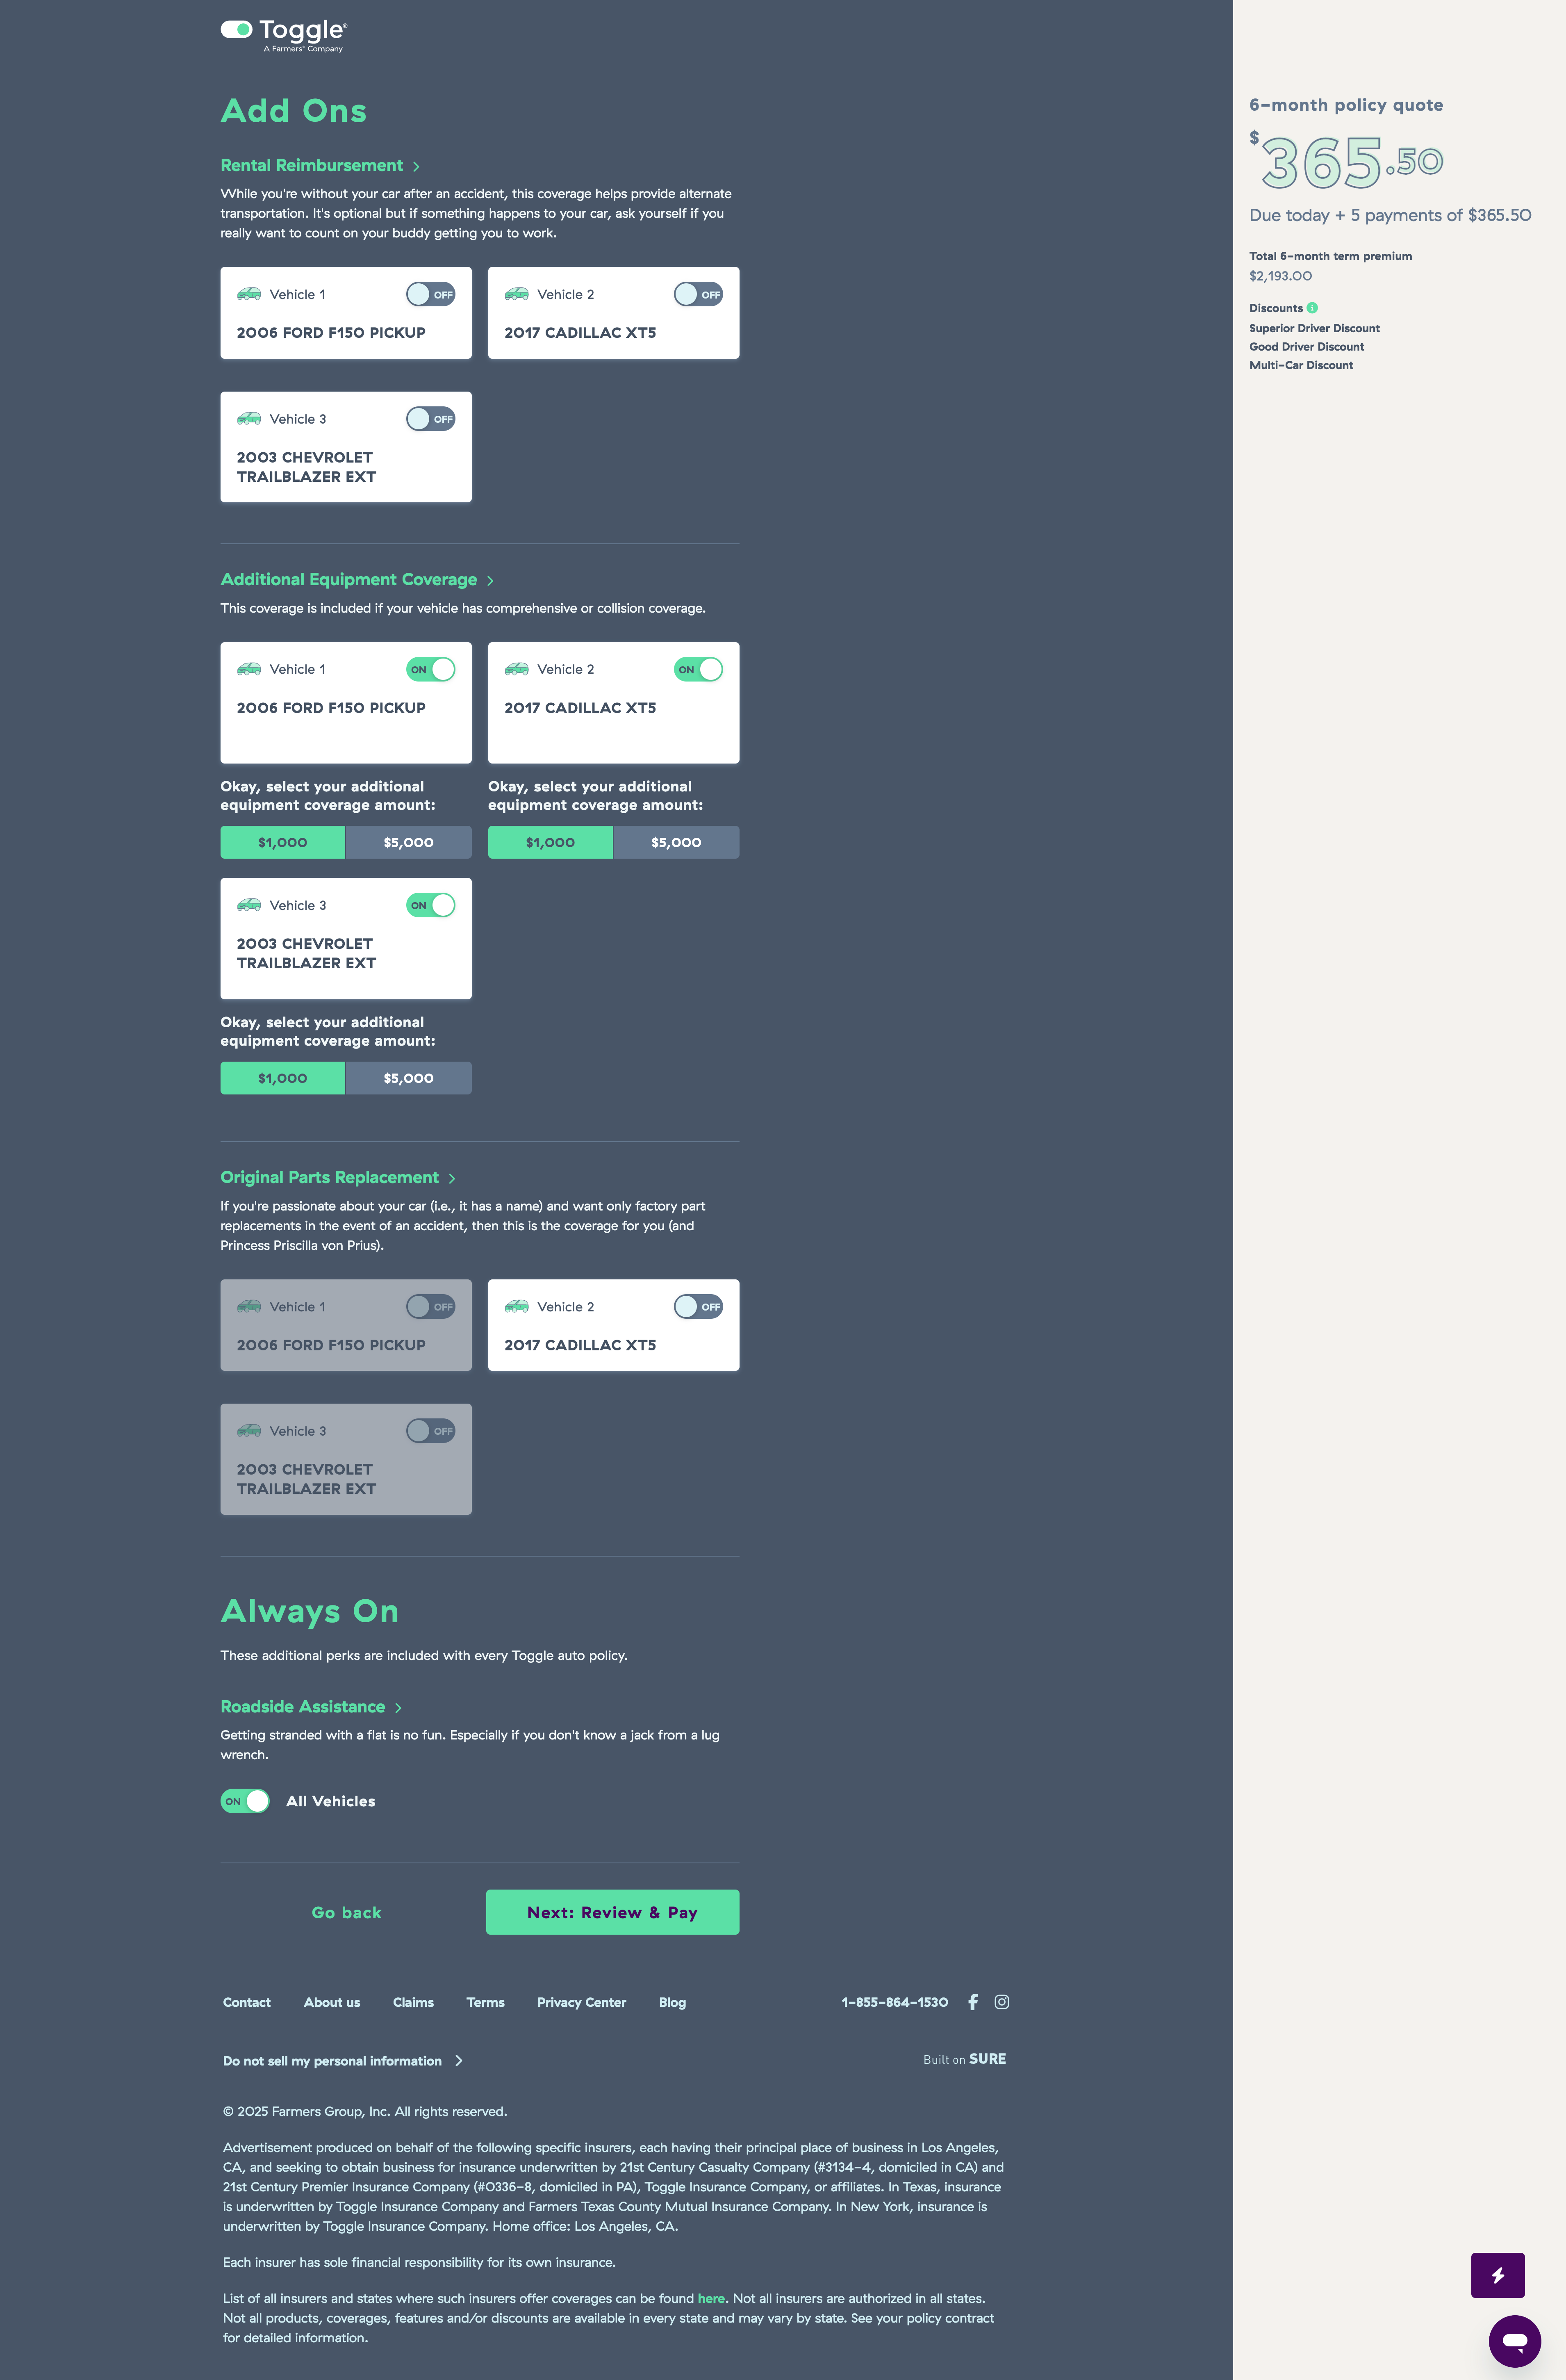 Toggle®
A Farmers® Company
Add Ons
Rental Reimbursement
While you're without your car after an accident, this coverage helps provide alternate
transportation. It's optional but if something happens to your car, ask yourself if you
really want to count on your buddy getting you to work.
Vehicle 1
OFF
2006 FORD F150 PICKUP
Vehicle 2
OFF
2017 CADILLAC XT5
Vehicle 3
OFF
2003 CHEVROLET
TRAILBLAZER EXT
Additional Equipment Coverage
This coverage is included if your vehicle has comprehensive or collision coverage.
Vehicle 1
ON
2006 FORD F150 PICKUP
Okay, select your additional
equipment coverage amount:
$1,000
$5,000
Vehicle 2
ON
2017 CADILLAC XT5
Okay, select your additional
equipment coverage amount:
$1,000
$5,000
Vehicle 3
ON
2003 CHEVROLET
TRAILBLAZER EXT
Okay, select your additional
equipment coverage amount:
$1,000
$5,000
Original Parts Replacement
If you're passionate about your car (i.e., it has a name) and want only factory part
replacements in the event of an accident, then this is the coverage for you (and
Princess Priscilla von Prius).
Vehicle 1
OFF
2006 FORD F150 PICKUP
Vehicle 2
OFF
2017 CADILLAC XT5
Vehicle 3
OFF
2003 CHEVROLET
TRAILBLAZER EXT
Always On
These additional perks are included with every Toggle auto policy.
Roadside Assistance
Getting stranded with a flat is no fun. Especially if you don't know a jack from a lug
wrench.
ON
All Vehicles
Go back
Next: Review & Pay
Contact
About us
Claims
Terms
Privacy Center
Blog
1-855-864-1530
Do not sell my personal information
Built on SURE
© 2025 Farmers Group, Inc. All rights reserved.
Advertisement produced on behalf of the following specific insurers, each having their principal place of business in Los Angeles,
CA, and seeking to obtain business for insurance underwritten by 21st Century Casualty Company (#3134-4, domiciled in CA) and
21st Century Premier Insurance Company (#0336-8, domiciled in PA), Toggle Insurance Company, or affiliates. In Texas, insurance
is underwritten by Toggle Insurance Company and Farmers Texas County Mutual Insurance Company. In New York, insurance is
underwritten by Toggle Insurance Company. Home office: Los Angeles, CA.
Each insurer has sole financial responsibility for its own insurance.
List of all insurers and states where such insurers offer coverages can be found here. Not all insurers are authorized in all states.
Not all products, coverages, features and/or discounts are available in every state and may vary by state. See your policy contract
for detailed information.
6-month policy quote
$365.50
Due today + 5 payments of $365.50
Total 6-month term premium
$2,193.00
Discounts
Superior Driver Discount
Good Driver Discount
Multi-Car Discount